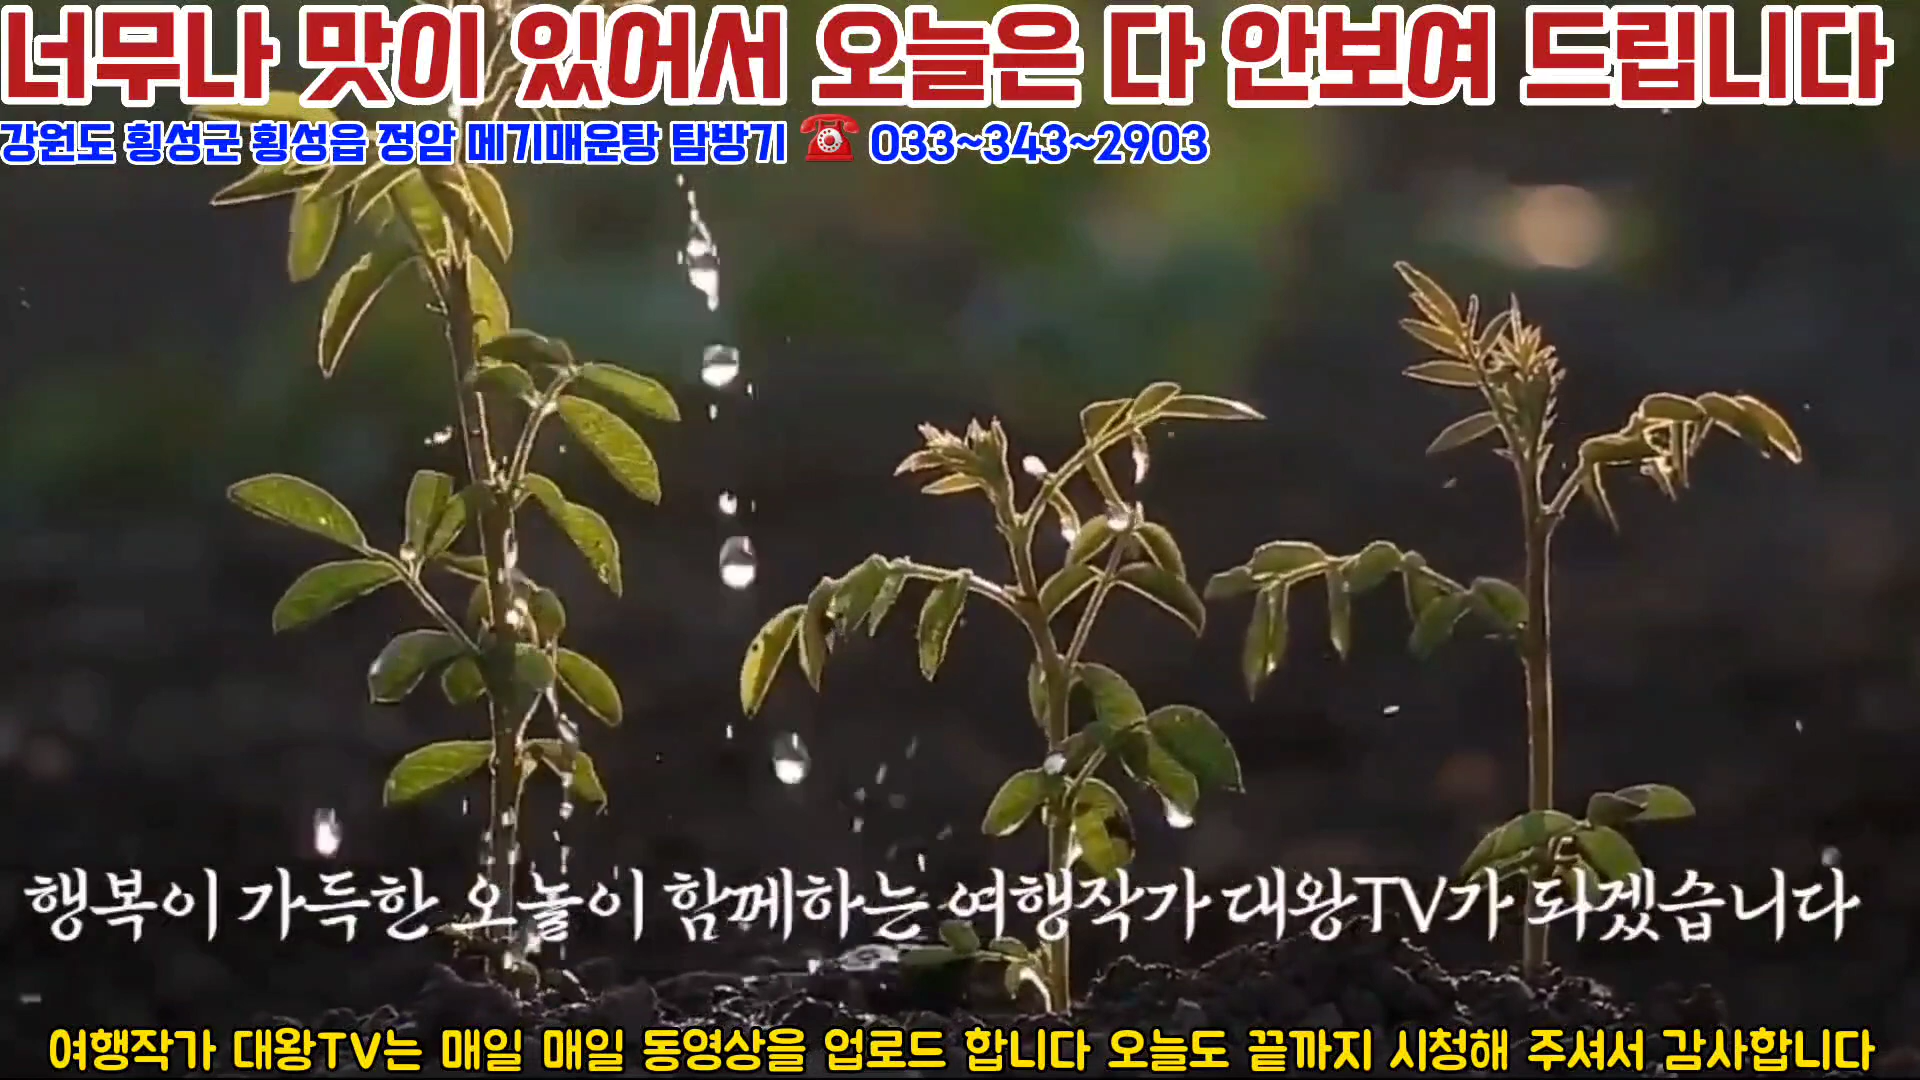 너무나 맛이 있어서 오늘은 다 안보여 드립니다
강원도 횡성군 횡성읍 정암 메기매운탕 탐방기 ☎ 033~343~2903
행복이 가득한 오놀이 함께하는 여행작가 대왕TV가 되겠습니다
여행작가 대왕TV는 매일 매일 동영상을 업로드 합니다 오늘도 끝까지 시청해 주셔서 감사합니다